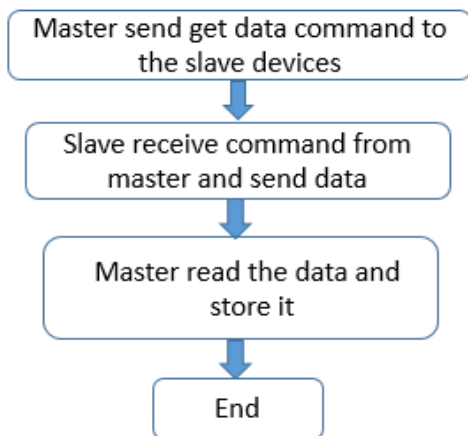 Master send get data command to
the slave devices
Slave receive command from
master and send data
Master read the data and
store it
End